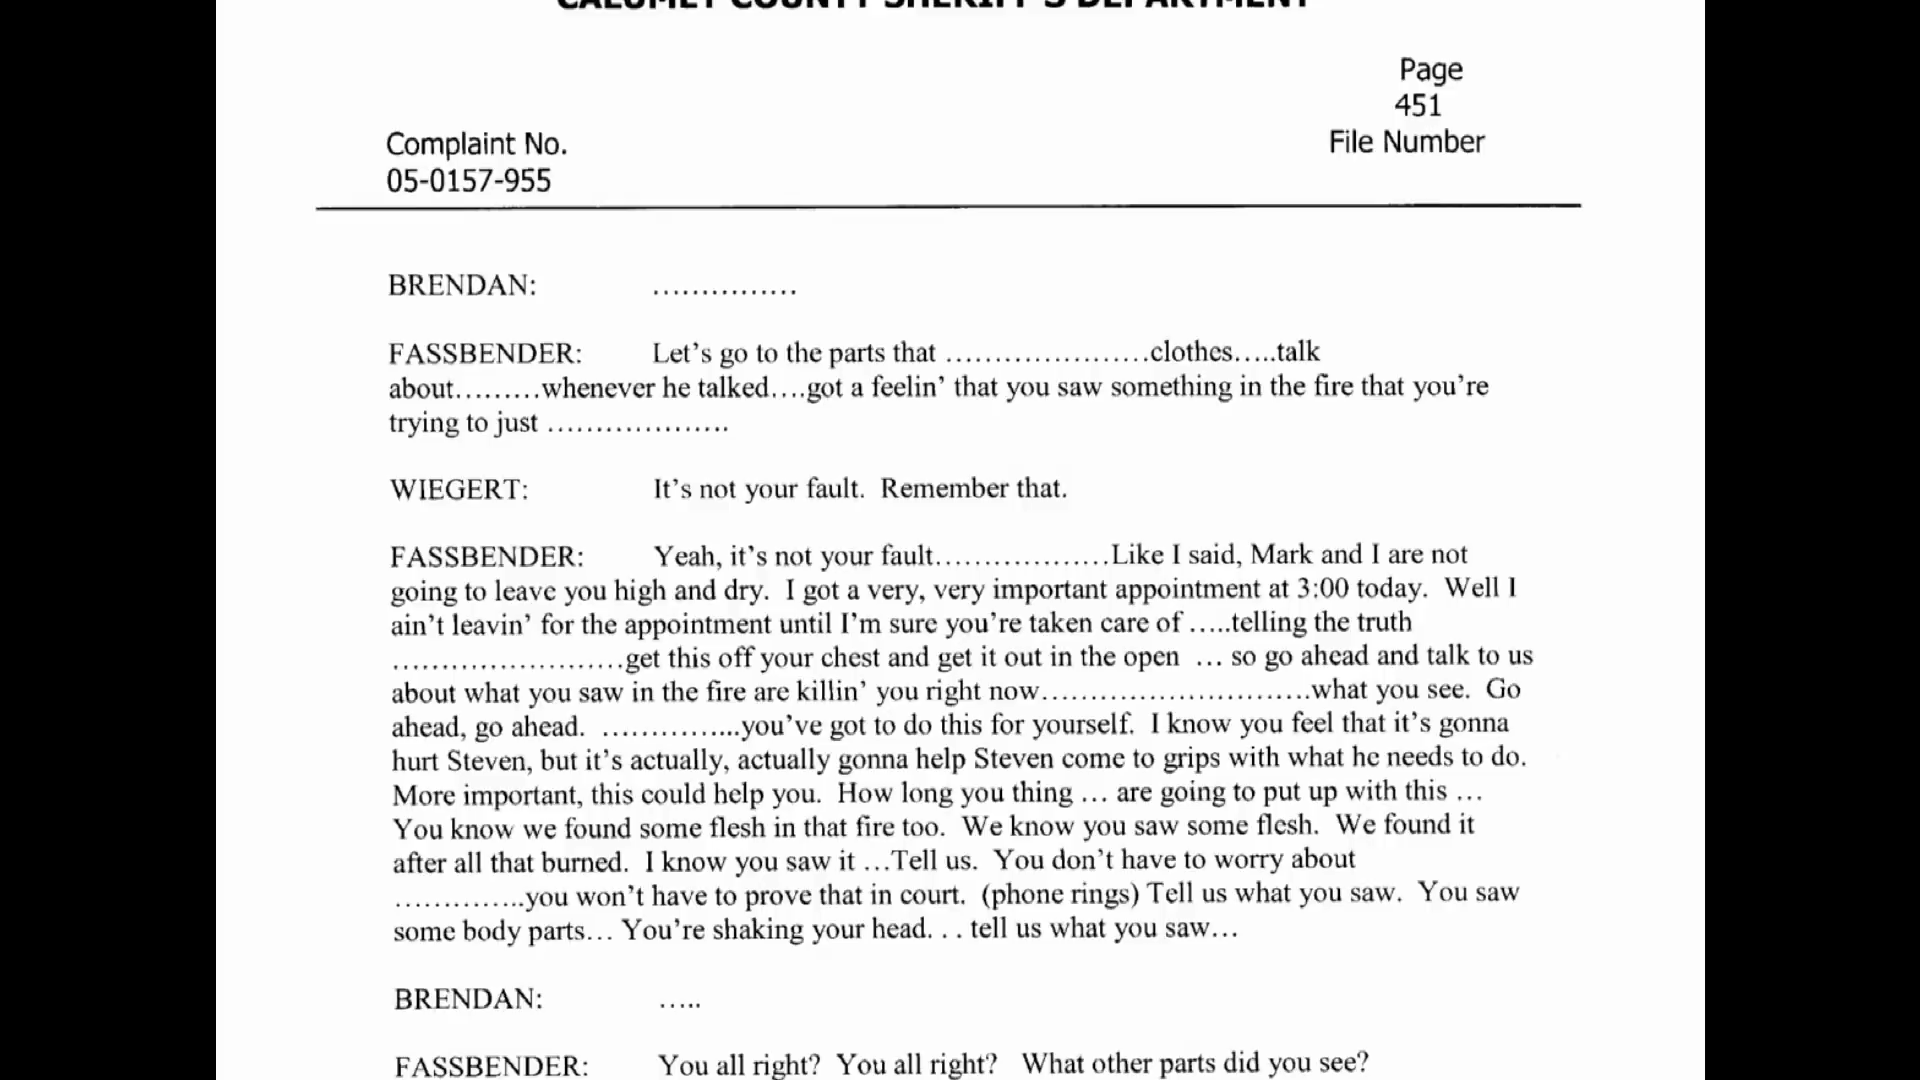 CALUMET COUNTY SHERIFF'S DEPARTMENT
Page
451
File Number
Complaint No.
05-0157-955
BRENDAN: ...............
FASSBENDER: Let's go to the parts that .....................clothes.....talk
about..........whenever he talked....got a feelin' that you saw something in the fire that you're
trying to just ...................
WIEGERT: It's not your fault. Remember that.
FASSBENDER: Yeah, it's not your fault..................Like I said, Mark and I are not
going to leave you high and dry. I got a very, very important appointment at 3:00 today. Well I
ain't leavin' for the appointment until I'm sure you're taken care of .....telling the truth
........................get this off your chest and get it out in the open ... so go ahead and talk to us
about what you saw in the fire are killin' you right now............................what you see. Go
ahead, go ahead. ..............you've got to do this for yourself. I know you feel that it's gonna
hurt Steven, but it's actually, actually gonna help Steven come to grips with what he needs to do.
More important, this could help you. How long you thing ... are going to put up with this ...
You know we found some flesh in that fire too. We know you saw some flesh. We found it
after all that burned. I know you saw it ...Tell us. You don't have to worry about
..............you won't have to prove that in court. (phone rings) Tell us what you saw. You saw
some body parts... You're shaking your head. . . tell us what you saw...
BRENDAN: .....
FASSBENDER: You all right? You all right? What other parts did you see?